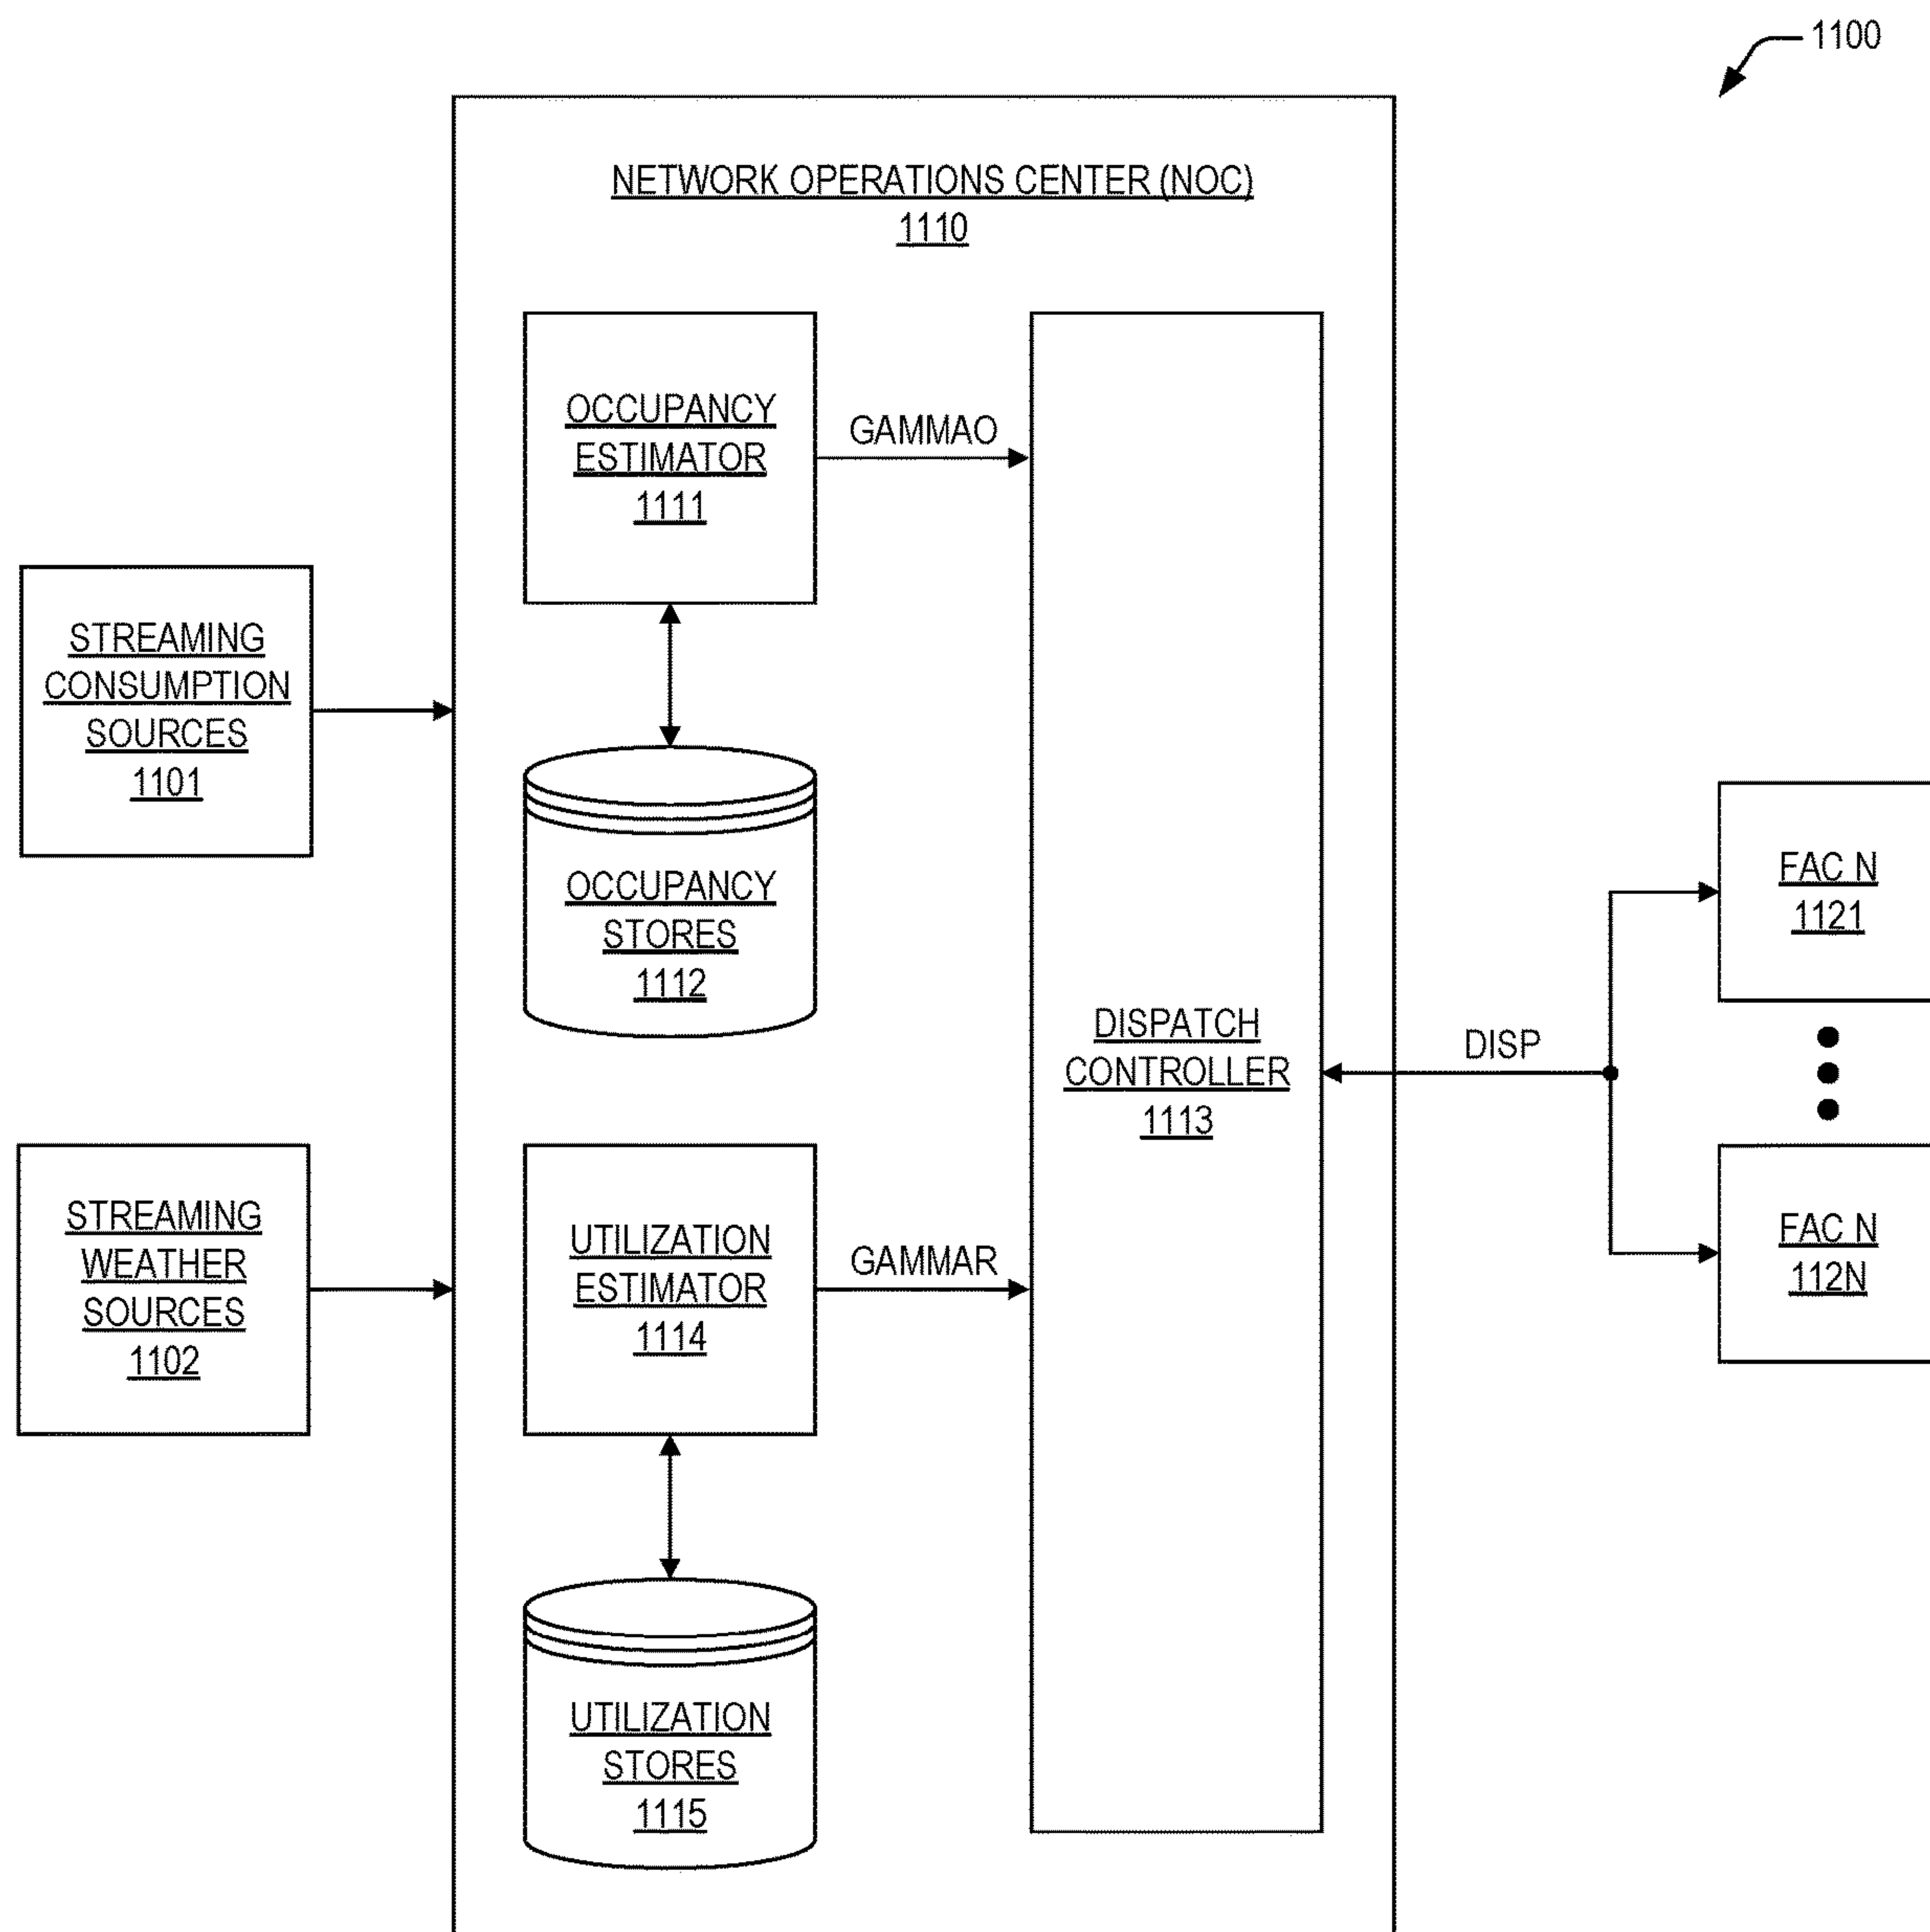 1100
NETWORK OPERATIONS CENTER (NOC)
1110
OCCUPANCY
ESTIMATOR
1111
GAMMAO
STREAMING
CONSUMPTION
SOURCES
1101
OCCUPANCY
STORES
1112
DISPATCH
CONTROLLER
1113
DISP
FAC N
1121
FAC N
112N
STREAMING
WEATHER
SOURCES
1102
UTILIZATION
ESTIMATOR
1114
GAMMAR
UTILIZATION
STORES
1115